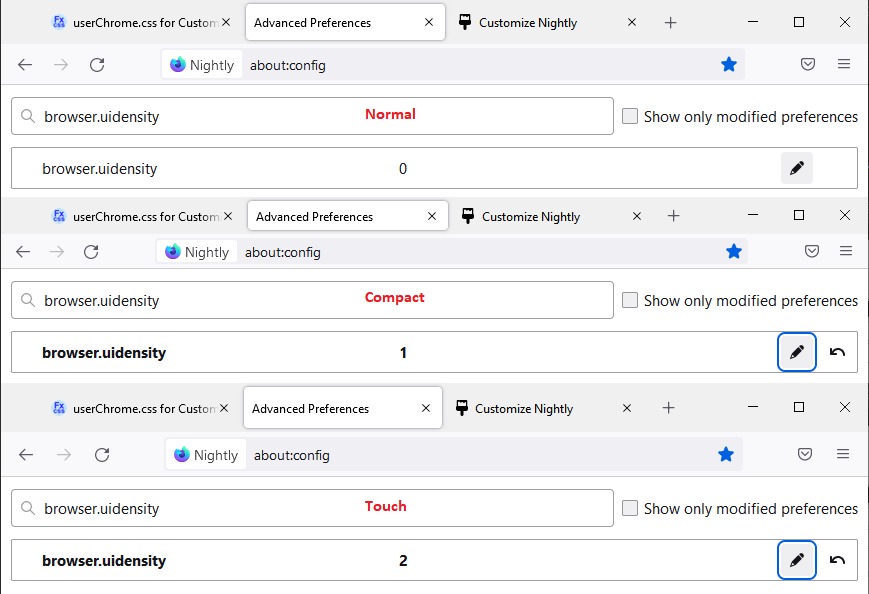 userChrome.css for Custom
Advanced Preferences
Customize Nightly
Nightly
about:config
browser.uidensity
Normal
Show only modified preferences
browser.uidensity
0
userChrome.css for Custom
Advanced Preferences
Customize Nightly
Nightly
about:config
browser.uidensity
Compact
Show only modified preferences
browser.uidensity
1
userChrome.css for Custom
Advanced Preferences
Customize Nightly
Nightly
about:config
browser.uidensity
Touch
Show only modified preferences
browser.uidensity
2